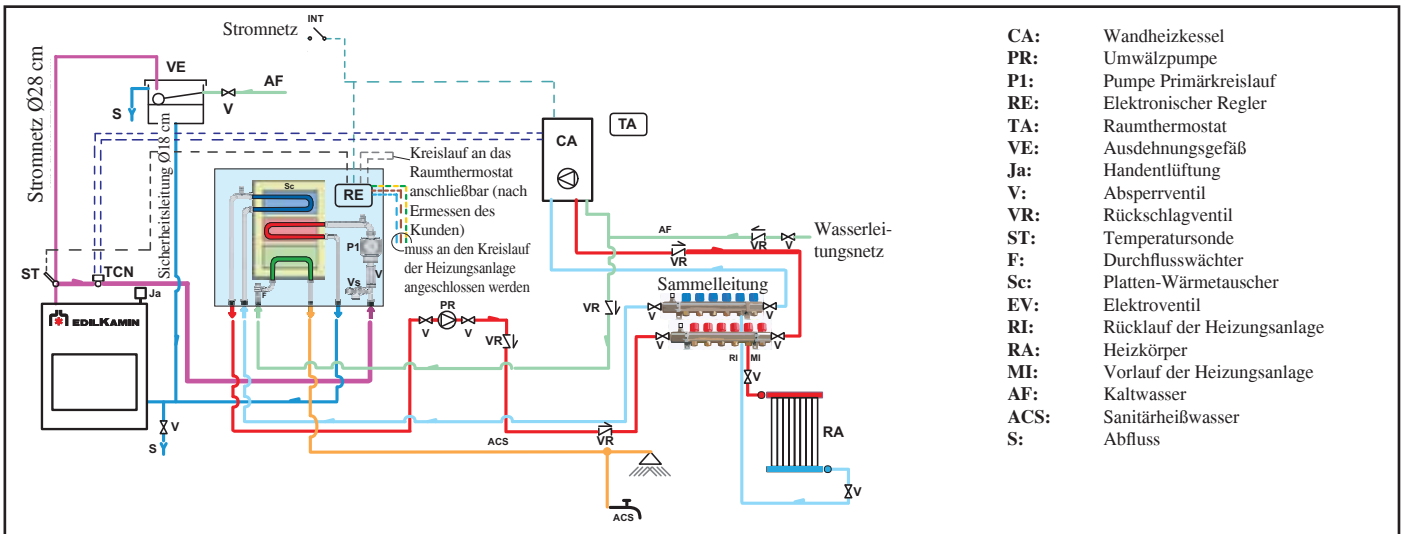 INT
Stromnetz
Stromnetz Ø28 cm
VE
AF
S
V
Sicherheitsleitung Ø18 cm
CA
TA
Kreislauf an das
Raumthermostat
anschließbar (nach
Ermessen des
Kunden)
muss an den Kreislauf
der Heizungsanlage
angeschlossen werden
Sc
RE
P1
V
Vs
F
ST
TCN
Ja
EDILKAMIN
AF
VR
V
Wasserlei-
tungsnetz
VR
Sammelleitung
VR
V
V
V
V
PR
V
V
VR
RI
MI
V
RA
V
V
S
ACS
VR
ACS
CA: Wandheizkessel
PR: Umwälzpumpe
P1: Pumpe Primärkreislauf
RE: Elektronischer Regler
TA: Raumthermostat
VE: Ausdehnungsgefäß
Ja: Handentlüftung
V: Absperrventil
VR: Rückschlagventil
ST: Temperatursonde
F: Durchflusswächter
Sc: Platten-Wärmetauscher
EV: Elektroventil
RI: Rücklauf der Heizungsanlage
RA: Heizkörper
MI: Vorlauf der Heizungsanlage
AF: Kaltwasser
ACS: Sanitärheißwasser
S: Abfluss